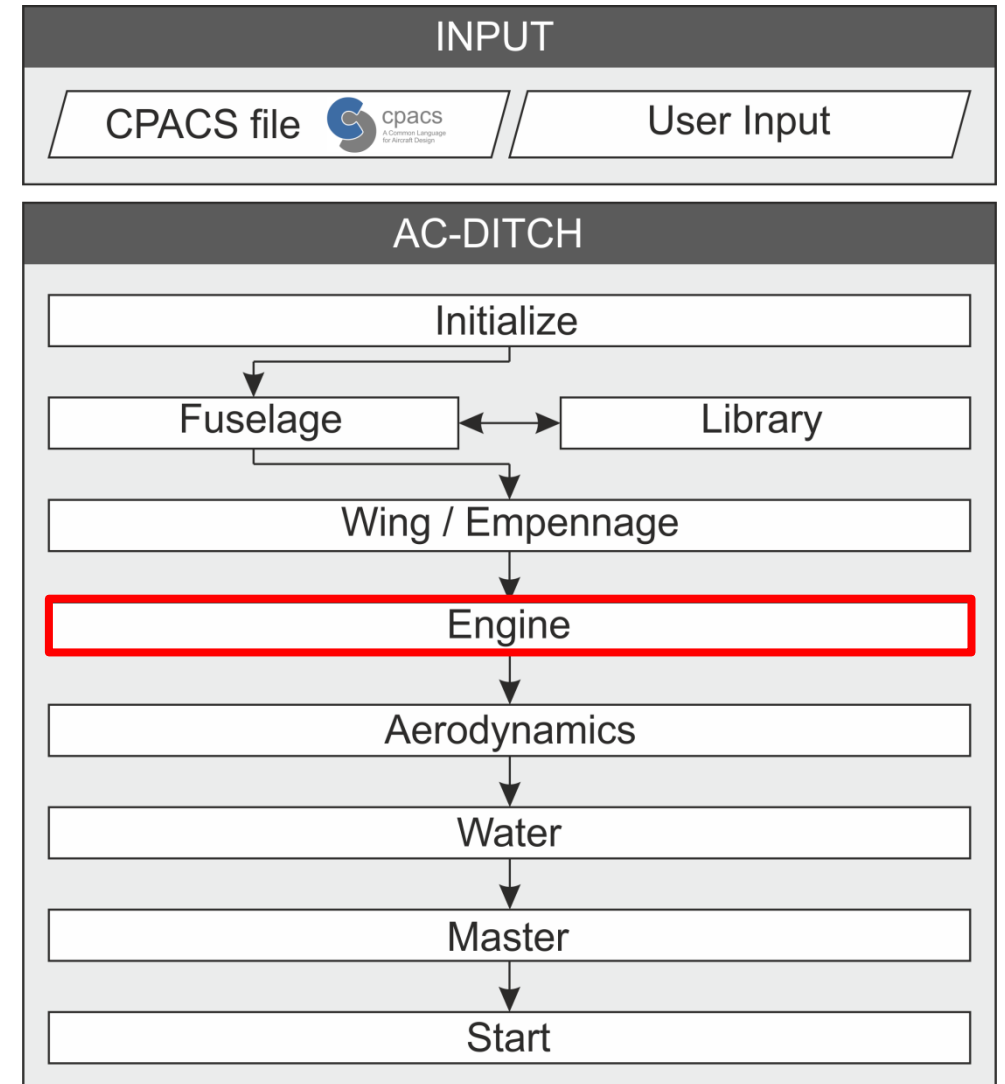 INPUT
CPACS file
cpacs
A Common Language
for Aircraft Design
User Input
AC-DITCH
Initialize
Fuselage
Library
Wing / Empennage
Engine
Aerodynamics
Water
Master
Start